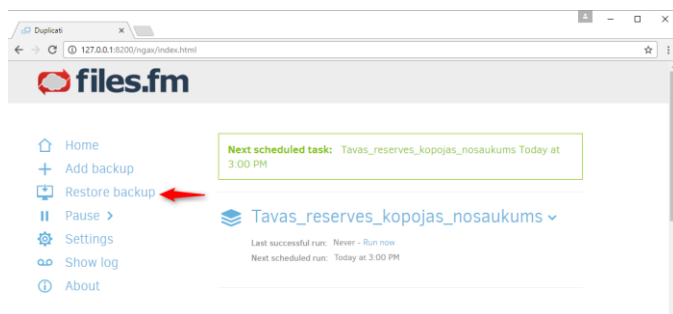 Duplicati
127.0.0.1:8200/ngax/index.html
files.fm
Home
Add backup
Restore backup
Pause >
Settings
Show log
About
Next scheduled task: Tavas_reserves_kopojas_nosaukums Today at
3:00 PM
Tavas_reserves_kopojas_nosaukums
Last successful run: Never - Run now
Next scheduled run: Today at 3:00 PM